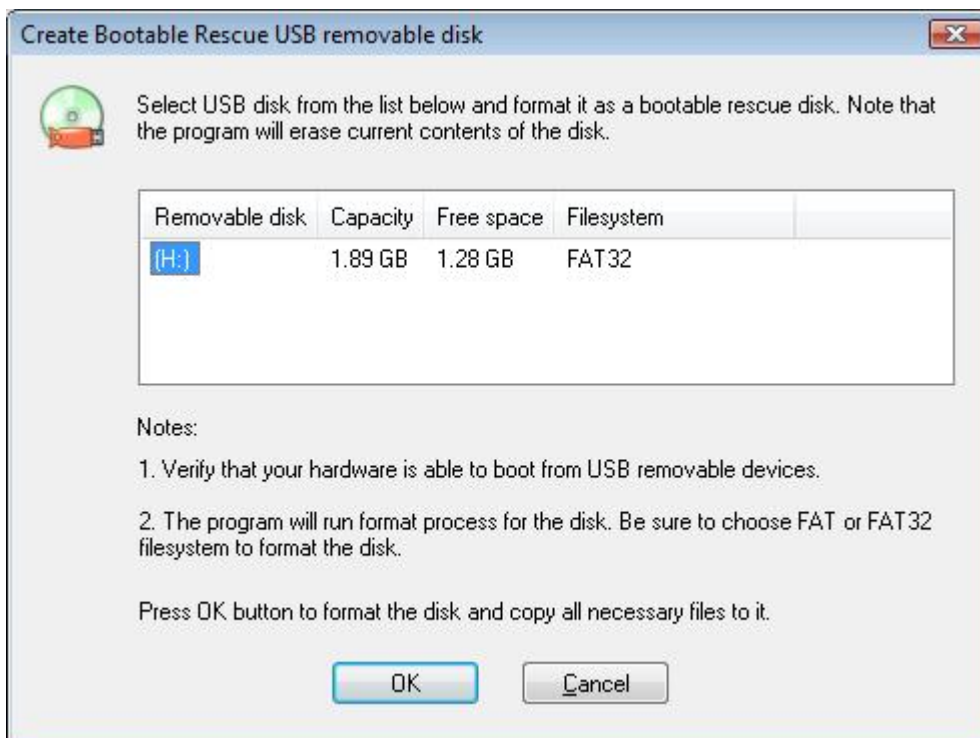 Create Bootable Rescue USB removable disk
Select USB disk from the list below and format it as a bootable rescue disk. Note that
the program will erase current contents of the disk.
Removable disk Capacity Free space Filesystem
(H:) 1.89 GB 1.28 GB FAT32
Notes:
1. Verify that your hardware is able to boot from USB removable devices.
2. The program will run format process for the disk. Be sure to choose FAT or FAT32
filesystem to format the disk.
Press OK button to format the disk and copy all necessary files to it.
OK Cancel